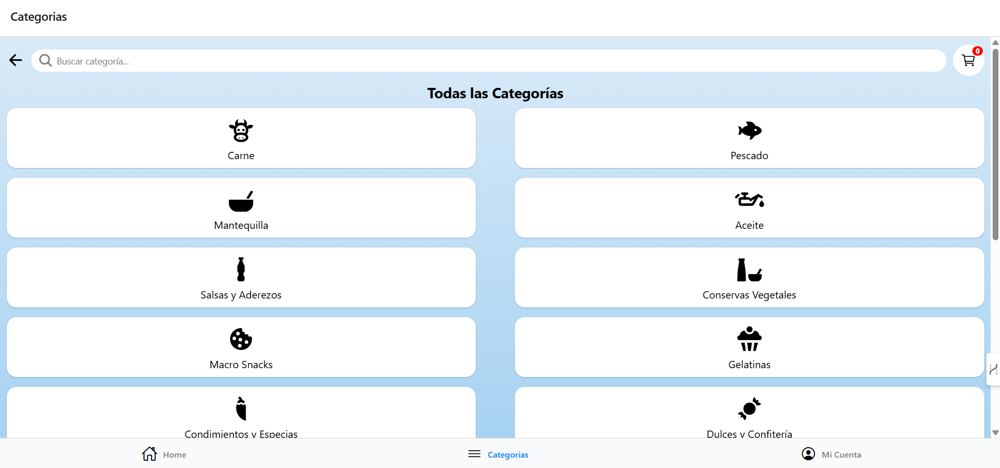 Categorias
Buscar categoría...
0
Todas las Categorías
Carne
Pescado
Mantequilla
Aceite
Salsas y Aderezos
Conservas Vegetales
Macro Snacks
Gelatinas
Condimientos y Especias
Dulces y Confitería
Home
Categorias
Mi Cuenta